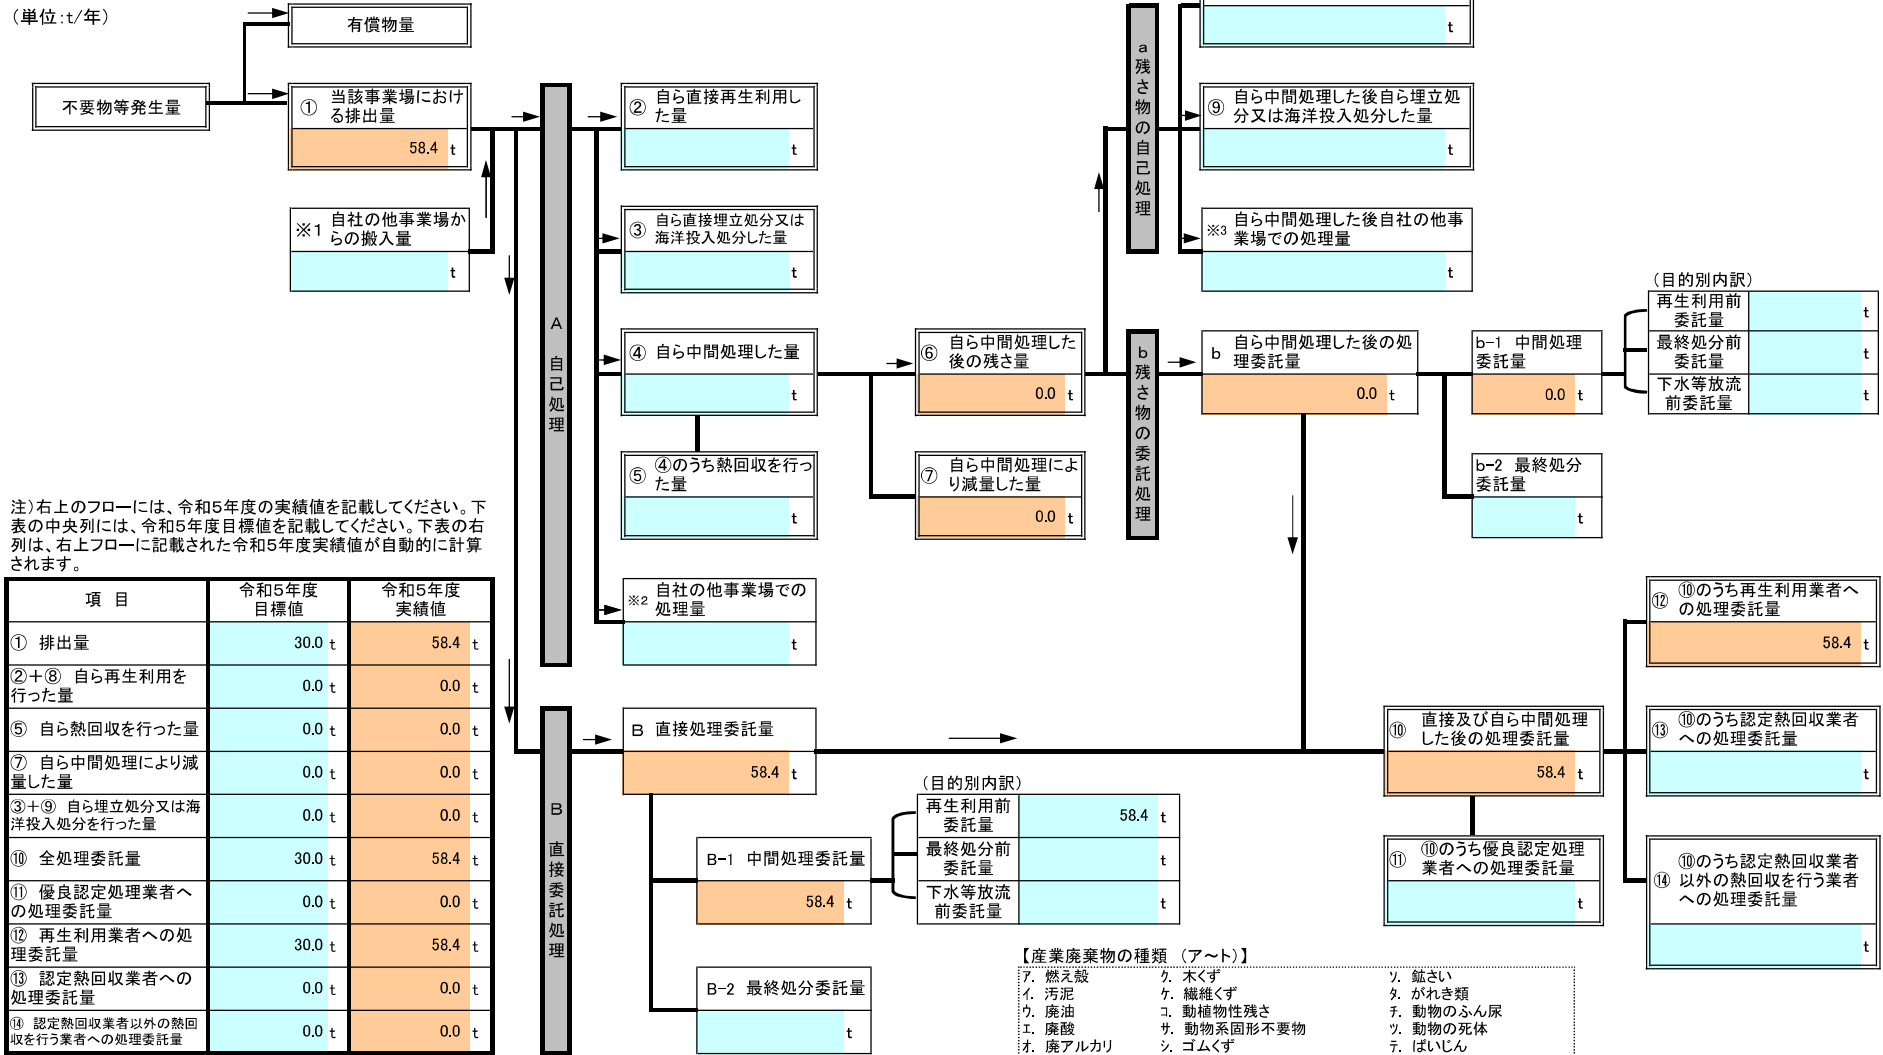 (単位:t/年)
有償物量
不要物等発生量
① 当該事業場におけ
る排出量
58.4 t
※1 自社の他事業場か
らの搬入量
t
A 自己処理
② 自ら直接再生利用し
た量
t
③ 自ら直接埋立処分又は
海洋投入処分した量
t
④ 自ら中間処理した量
t
⑤ ④のうち熱回収を行っ
た量
t
※2 自社の他事業場での
処理量
t
⑥ 自ら中間処理した
後の残さ量
0.0 t
⑦ 自ら中間処理によ
り減量した量
0.0 t
a 残さ物の自己処理
t
⑨ 自ら中間処理した後自ら埋立処
分又は海洋投入処分した量
t
※3 自ら中間処理した後自社の他事
業場での処理量
t
b 残さ物の委託処理
b 自ら中間処理した後の処
理委託量
0.0 t
b-1 中間処理
委託量
0.0 t
b-2 最終処分
委託量
t
(目的別内訳)
再生利用前
委託量
t
最終処分前
委託量
t
下水等放流
前委託量
t
注)右上のフローには、令和5年度の実績値を記載してください。下
表の中央列には、令和5年度目標値を記載してください。下表の右
列は、右上フローに記載された令和5年度実績値が自動的に計算
されます。
項 目 令和5年度
目標値 令和5年度
実績値
① 排出量 30.0 t 58.4 t
②+⑧ 自ら再生利用を
行った量 0.0 t 0.0 t
⑤ 自ら熱回収を行った量 0.0 t 0.0 t
⑦ 自ら中間処理により減
量した量 0.0 t 0.0 t
③+⑨ 自ら埋立処分又は海
洋投入処分を行った量 0.0 t 0.0 t
⑩ 全処理委託量 30.0 t 58.4 t
⑪ 優良認定処理業者へ
の処理委託量 0.0 t 0.0 t
⑫ 再生利用業者への処
理委託量 30.0 t 58.4 t
⑬ 認定熱回収業者への
処理委託量 0.0 t 0.0 t
⑭ 認定熱回収業者以外の熱回
収を行う業者への処理委託量 0.0 t 0.0 t
B 直接委託処理
B 直接処理委託量
58.4 t
B-1 中間処理委託量
58.4 t
B-2 最終処分委託量
t
(目的別内訳)
再生利用前
委託量
58.4 t
最終処分前
委託量
t
下水等放流
前委託量
t
⑩ 直接及び自ら中間処理
した後の処理委託量
58.4 t
⑪ ⑩のうち優良認定処理
業者への処理委託量
t
⑫ ⑩のうち再生利用業者へ
の処理委託量
58.4 t
⑬ ⑩のうち認定熱回収業者
への処理委託量
t
⑭ ⑩のうち認定熱回収業者
以外の熱回収を行う業者
への処理委託量
t
【産業廃棄物の種類 (ア~ト)】
ア. 燃え殻 ク. 木くず ソ. 鉱さい
イ. 汚泥 ケ. 繊維くず タ. がれき類
ウ. 廃油 コ. 動植物性残さ チ. 動物のふん尿
エ. 廃酸 サ. 動物系固形不要物 ツ. 動物の死体
オ. 廃アルカリ シ. ゴムくず テ. ばいじん